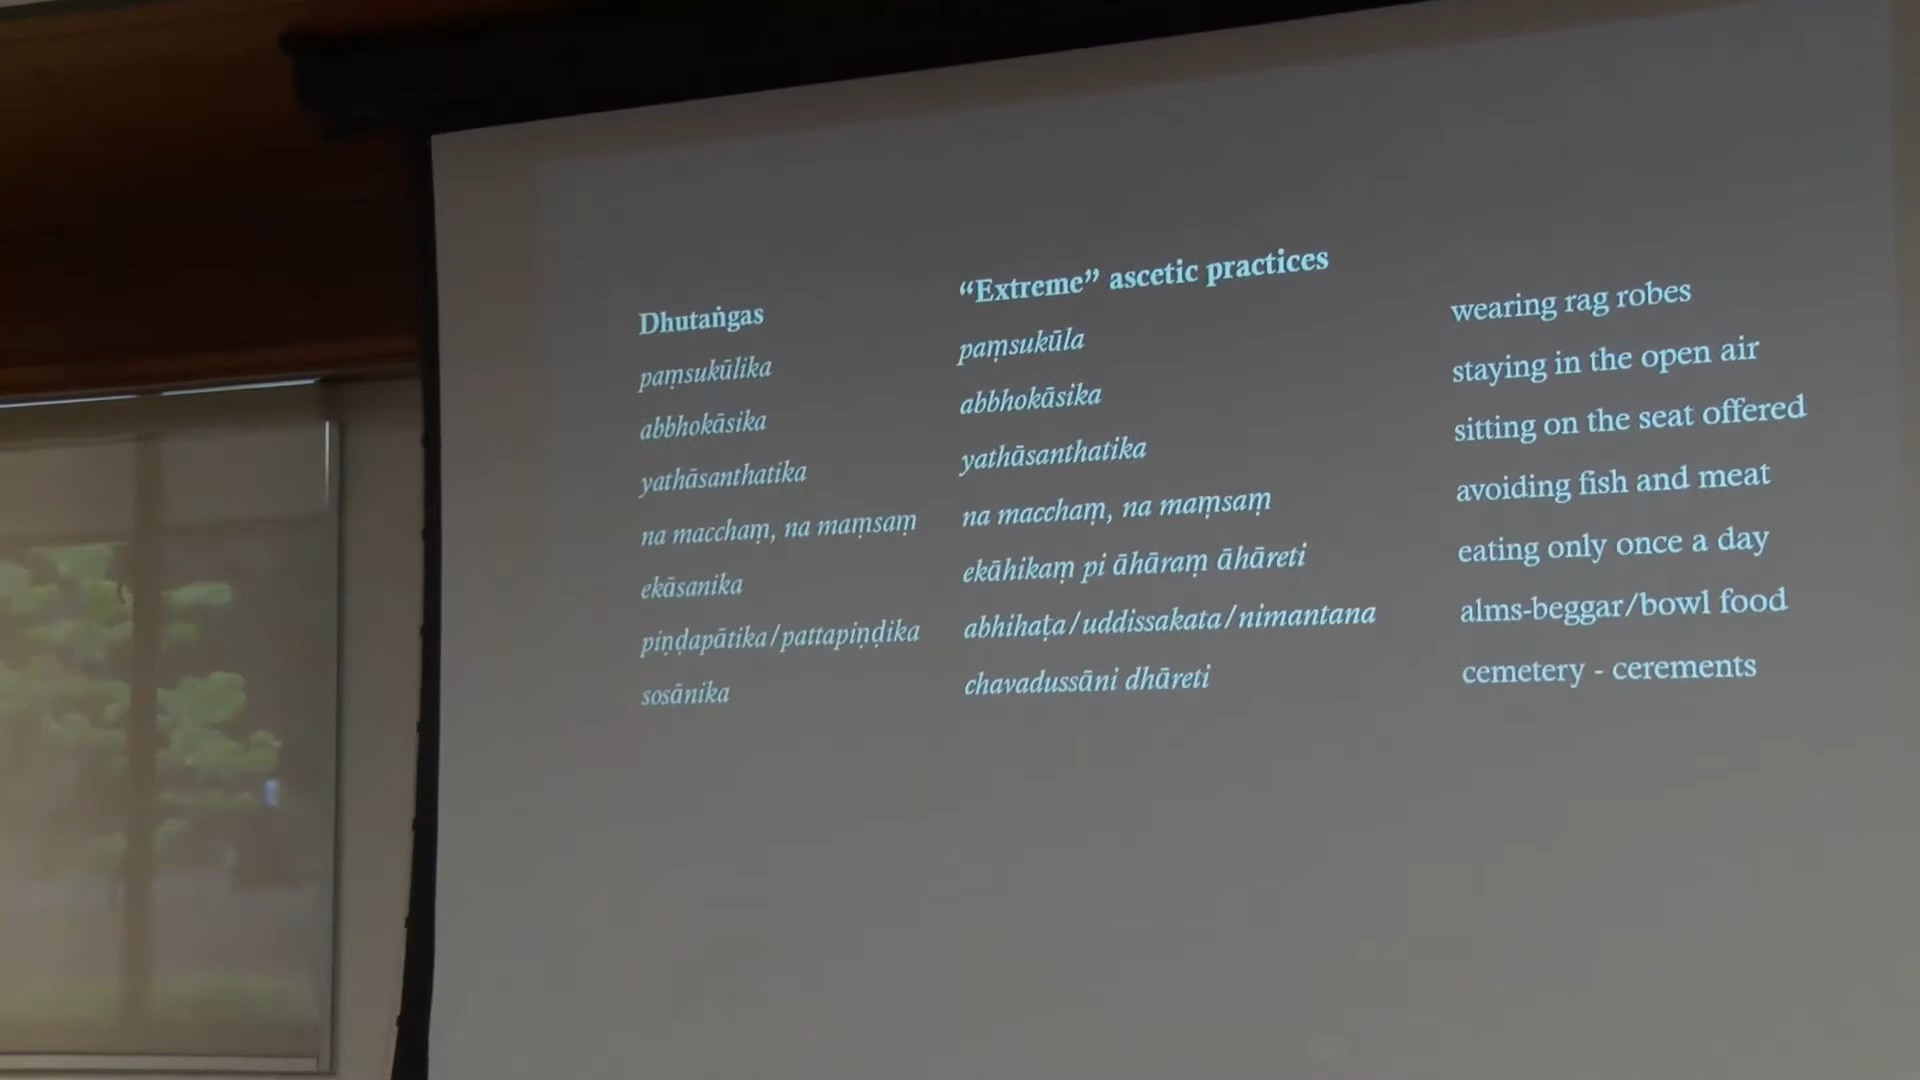 Dhutaṅgas “Extreme” ascetic practices
paṃsukūlika paṃsukūla wearing rag robes
abbhokāsika abbhokāsika staying in the open air
yathāsanthatika yathāsanthatika sitting on the seat offered
na macchaṃ, na maṃsaṃ na macchaṃ, na maṃsaṃ avoiding fish and meat
ekāsanika ekāhikaṃ pi āhāraṃ āhāreti eating only once a day
piṇḍapātika/pattapiṇḍika abhihaṭa/uddissakata/nimantana alms-beggar/bowl food
sosānika chavadussāni dhāreti cemetery - cerements